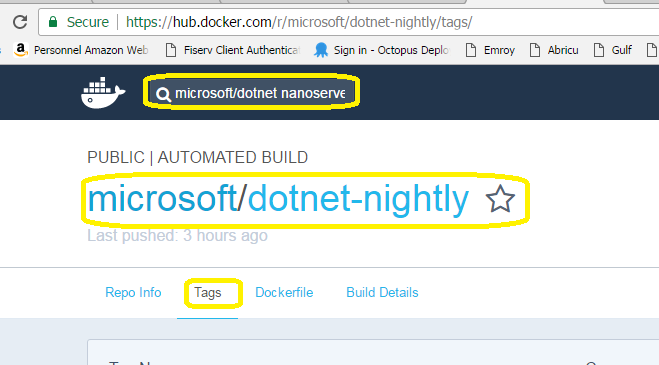 Secure https://hub.docker.com/r/microsoft/dotnet-nightly/tags/
Personnel Amazon Web Fiserv Client Authenticat Sign in - Octopus Deplo Emroy Abricu Gulf
microsoft/dotnet nanoserve
PUBLIC | AUTOMATED BUILD
microsoft/dotnet-nightly
Last pushed: 3 hours ago
Repo Info Tags Dockerfile Build Details